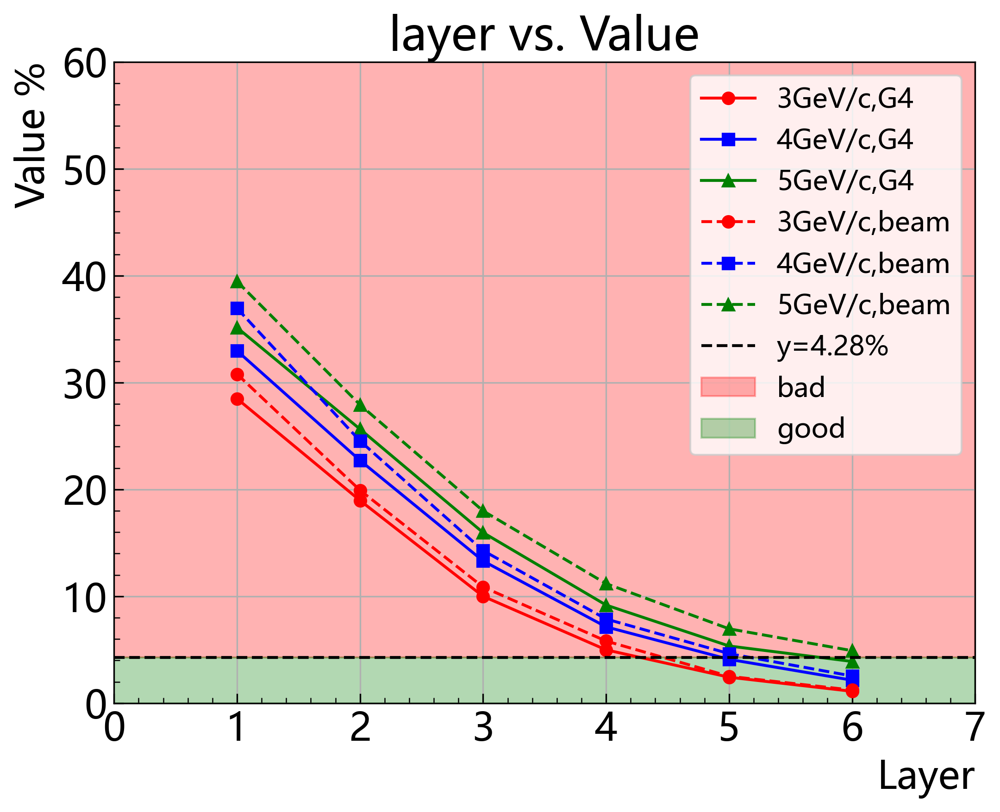 layer vs. Value
Value %
60
50
40
30
20
10
0
0 1 2 3 4 5 6 7
Layer
3GeV/c,G4
4GeV/c,G4
5GeV/c,G4
3GeV/c,beam
4GeV/c,beam
5GeV/c,beam
y=4.28%
bad
good